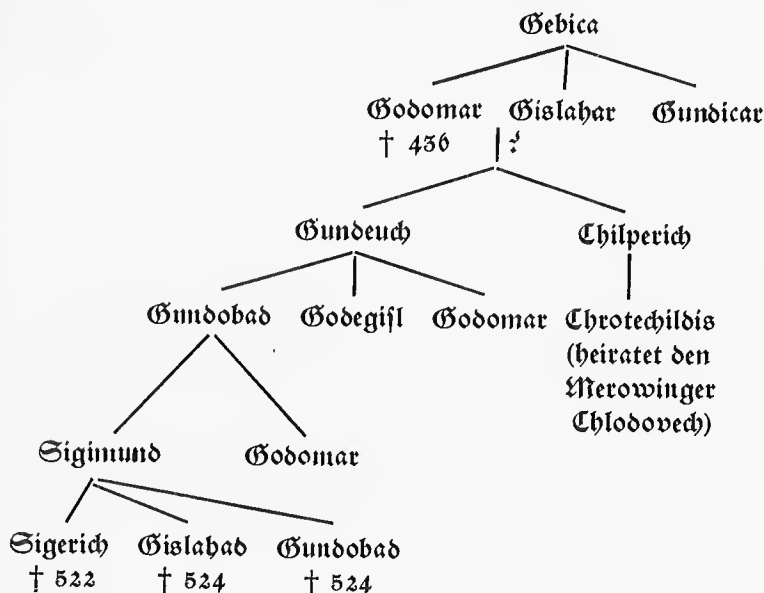 Gebica
Godomar Gislahar Gundicar
† 436 ?
Gundeuch Chilperich
Gundobad Godegisl Godomar Chrotechildis
(heiratet den
Merowinger
Chlodovech)
Sigimund Godomar
Sigerich Gislahad Gundobad
† 522 † 524 † 524